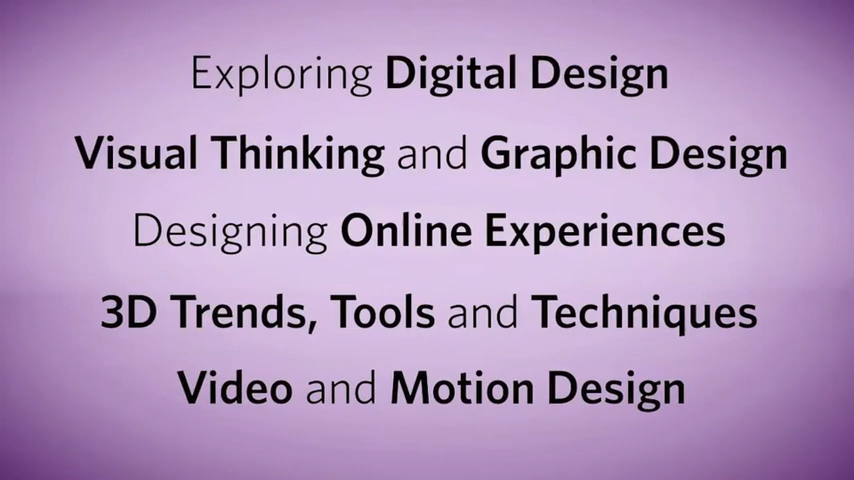 Exploring Digital Design
Visual Thinking and Graphic Design
Designing Online Experiences
3D Trends, Tools and Techniques
Video and Motion Design